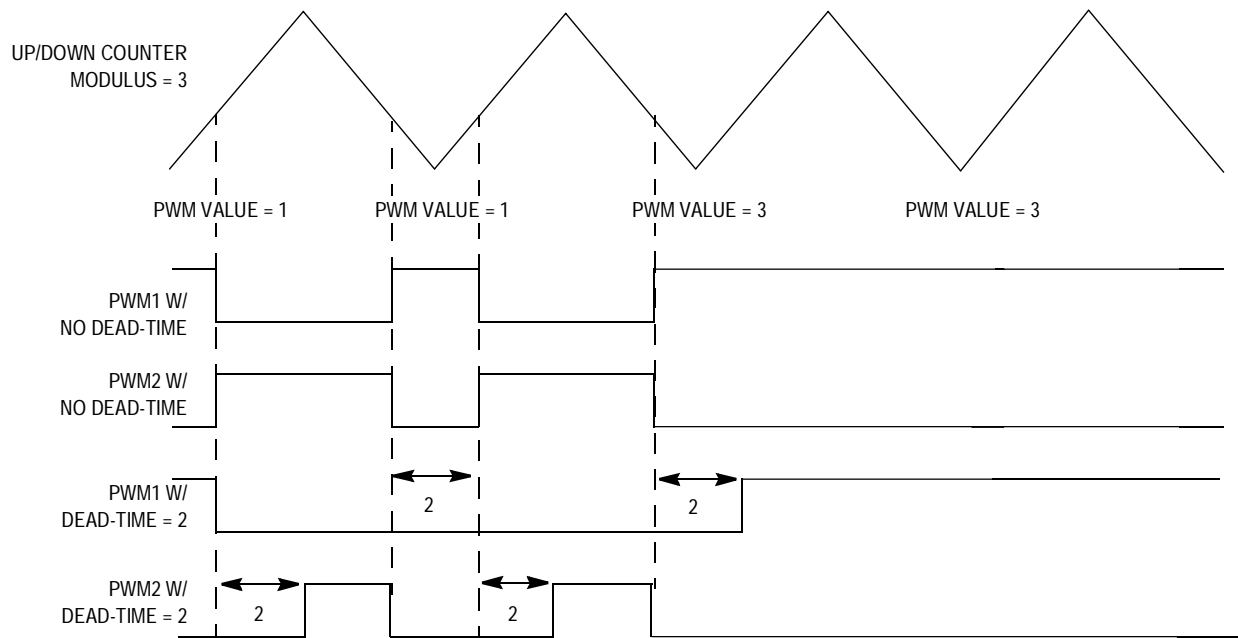 UP/DOWN COUNTER
MODULUS = 3
PWM VALUE = 1
PWM VALUE = 1
PWM VALUE = 3
PWM VALUE = 3
PWM1 W/
NO DEAD-TIME
PWM2 W/
NO DEAD-TIME
PWM1 W/
DEAD-TIME = 2
2
2
PWM2 W/
DEAD-TIME = 2
2
2